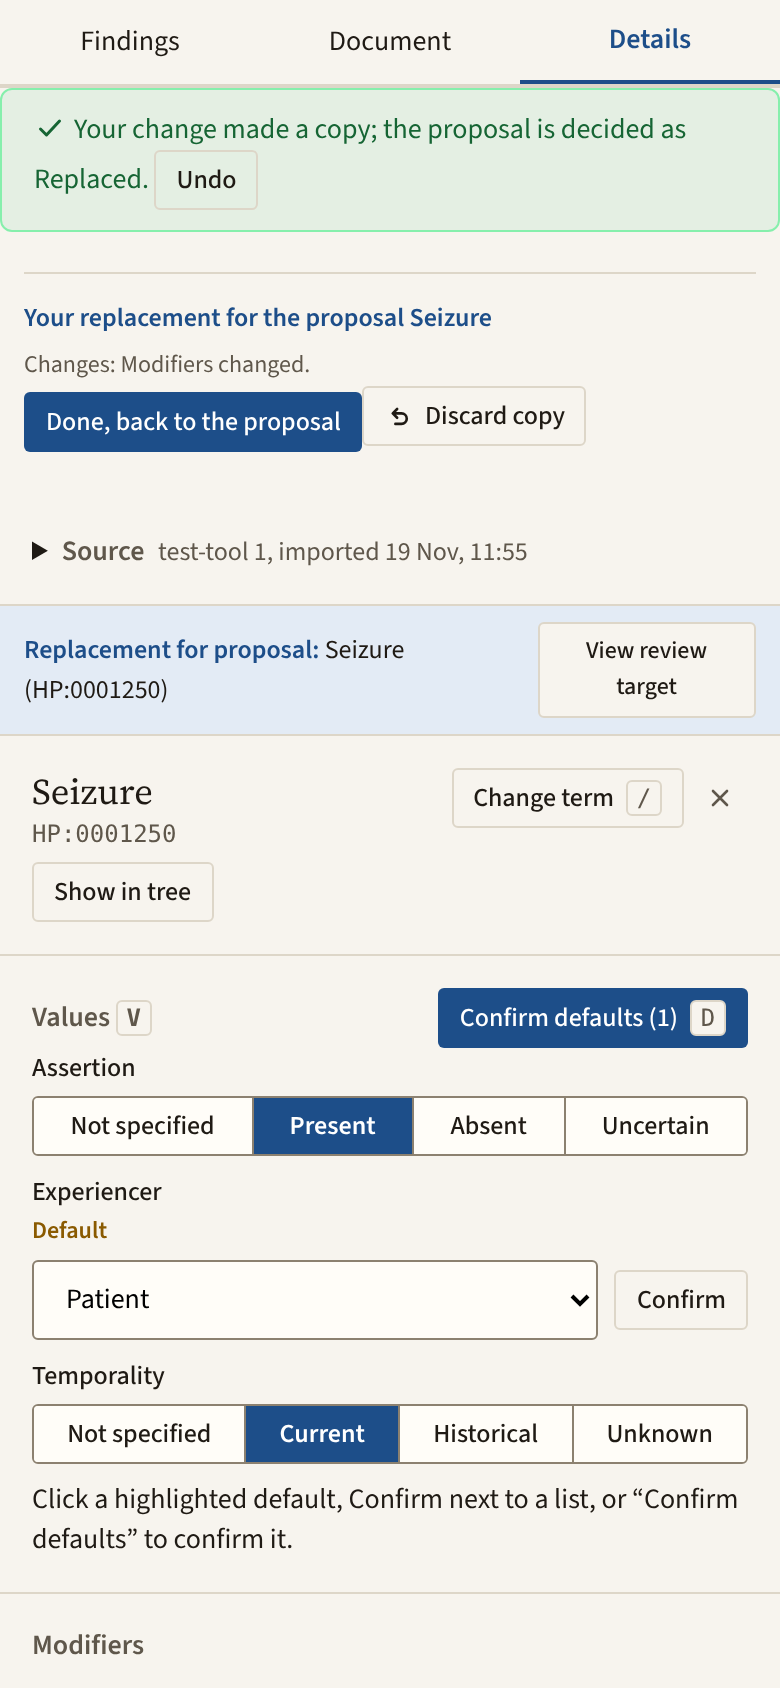 Findings Document Details
Your change made a copy; the proposal is decided as
Replaced. Undo
Your replacement for the proposal Seizure
Changes: Modifiers changed.
Done, back to the proposal Discard copy
Source test-tool 1, imported 19 Nov, 11:55
Replacement for proposal: Seizure
(HP:0001250)
View review
target
Seizure
Change term /
HP:0001250
Show in tree
Values V Confirm defaults (1) D
Assertion
Not specified Present Absent Uncertain
Experiencer
Default
Patient Confirm
Temporality
Not specified Current Historical Unknown
Click a highlighted default, Confirm next to a list, or “Confirm
defaults” to confirm it.
Modifiers